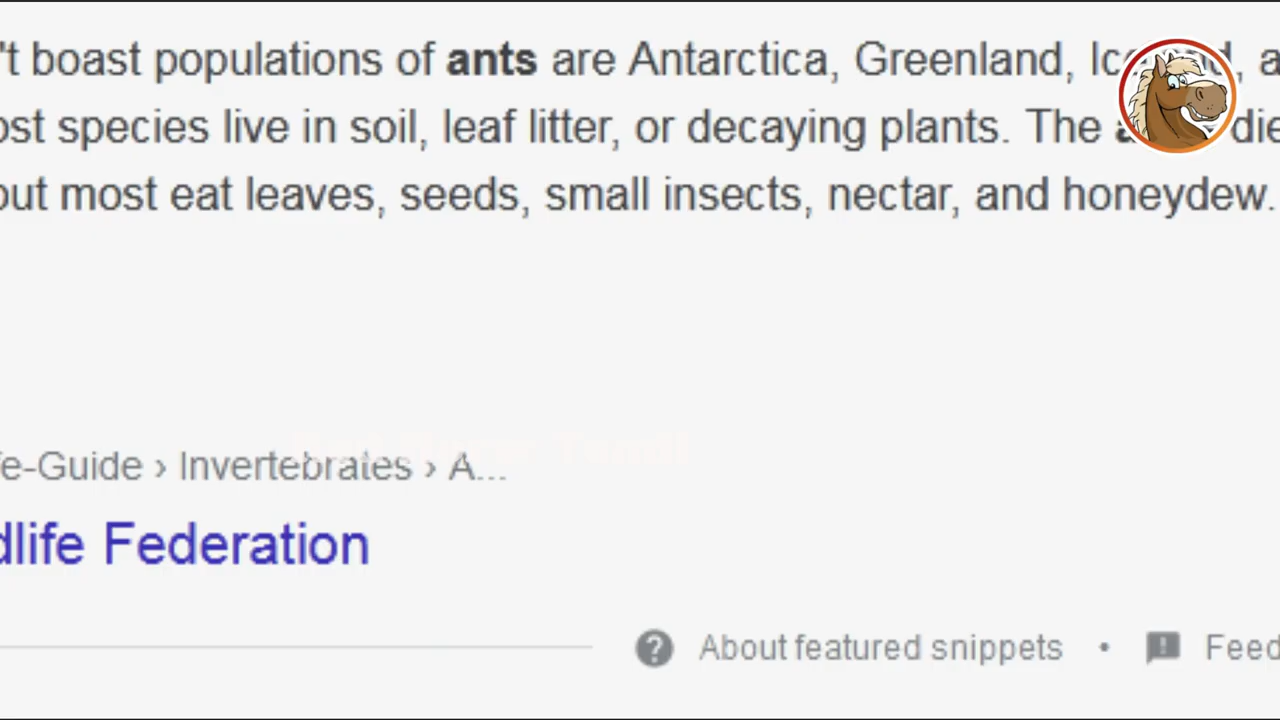 't boast populations of ants are Antarctica, Greenland,
ost species live in soil, leaf litter, or decaying plants. The
out most eat leaves, seeds, small insects, nectar, and honeydew.
fe-Guide › Invertebrates › A...
dlife Federation
About featured snippets • Feed